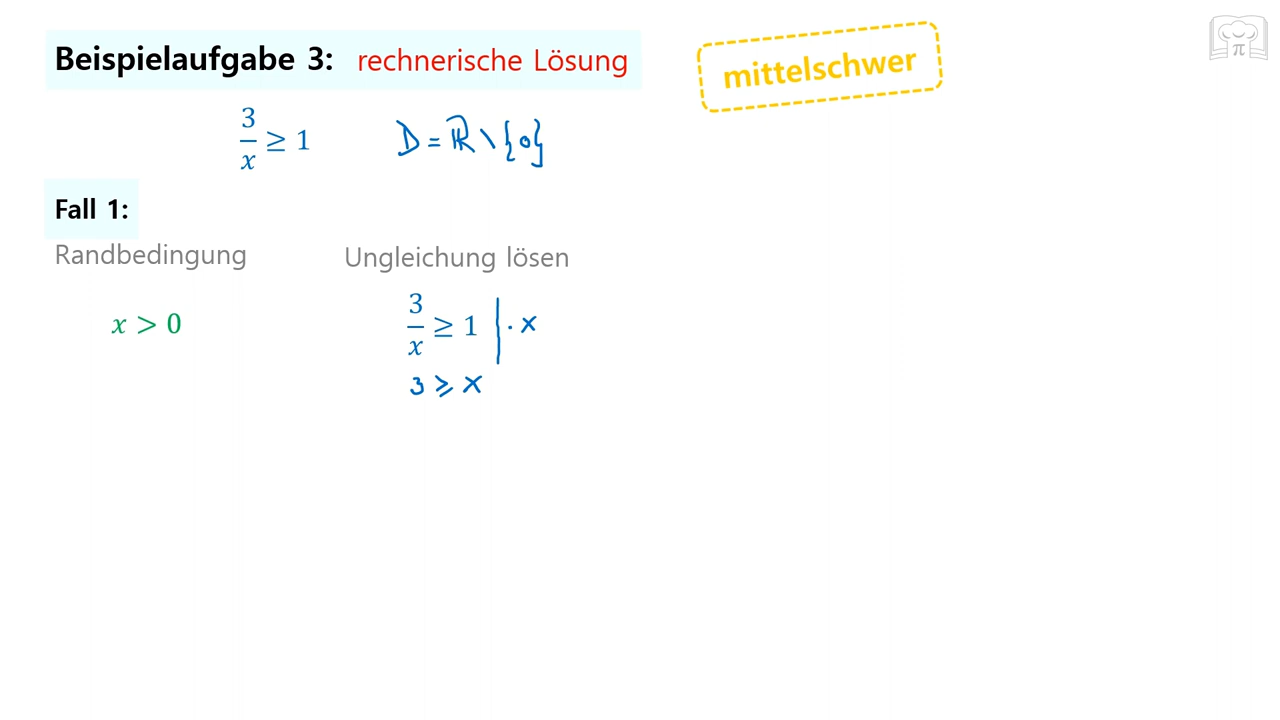 Beispielaufgabe 3: rechnerische Lösung
mittelschwer
3/x ≥ 1 D = ℝ \ {0}
Fall 1:
Randbedingung Ungleichung lösen
x > 0 3/x ≥ 1 | · x
3 ≥ x
π